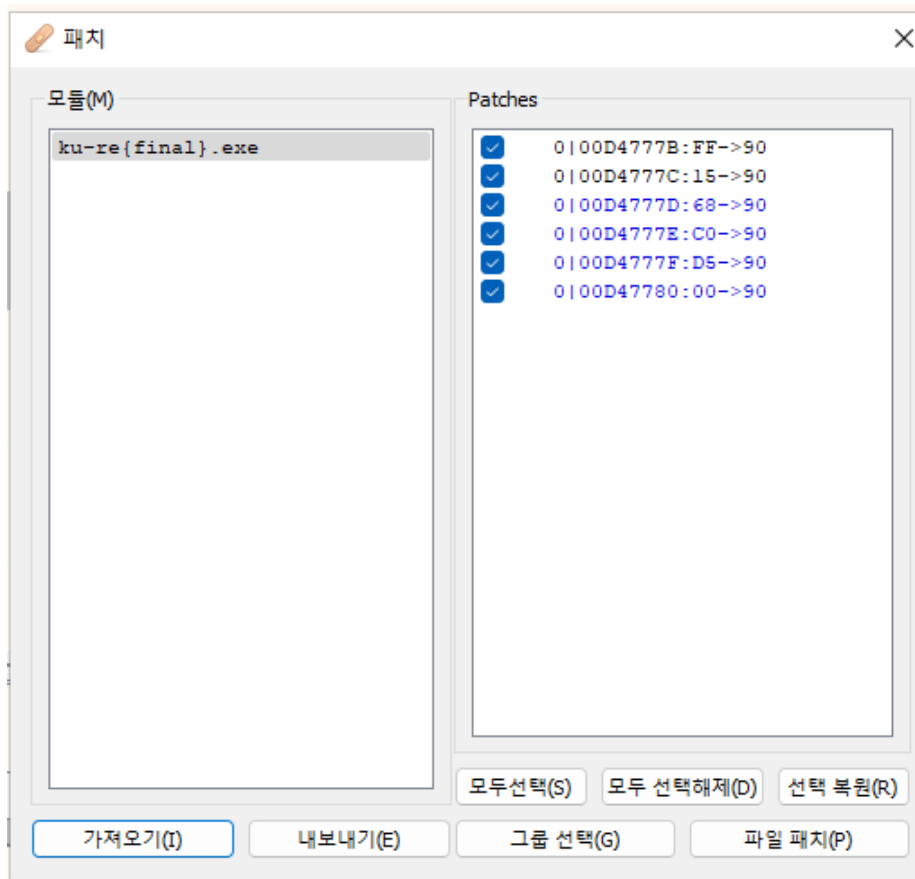 패치
모듈(M)
Patches
ku-re{final}.exe
0|00D4777B:FF->90
0|00D4777C:15->90
0|00D4777D:68->90
0|00D4777E:C0->90
0|00D4777F:D5->90
0|00D47780:00->90
모두선택(S)
모두 선택해제(D)
선택 복원(R)
가져오기(I)
내보내기(E)
그룹 선택(G)
파일 패치(P)